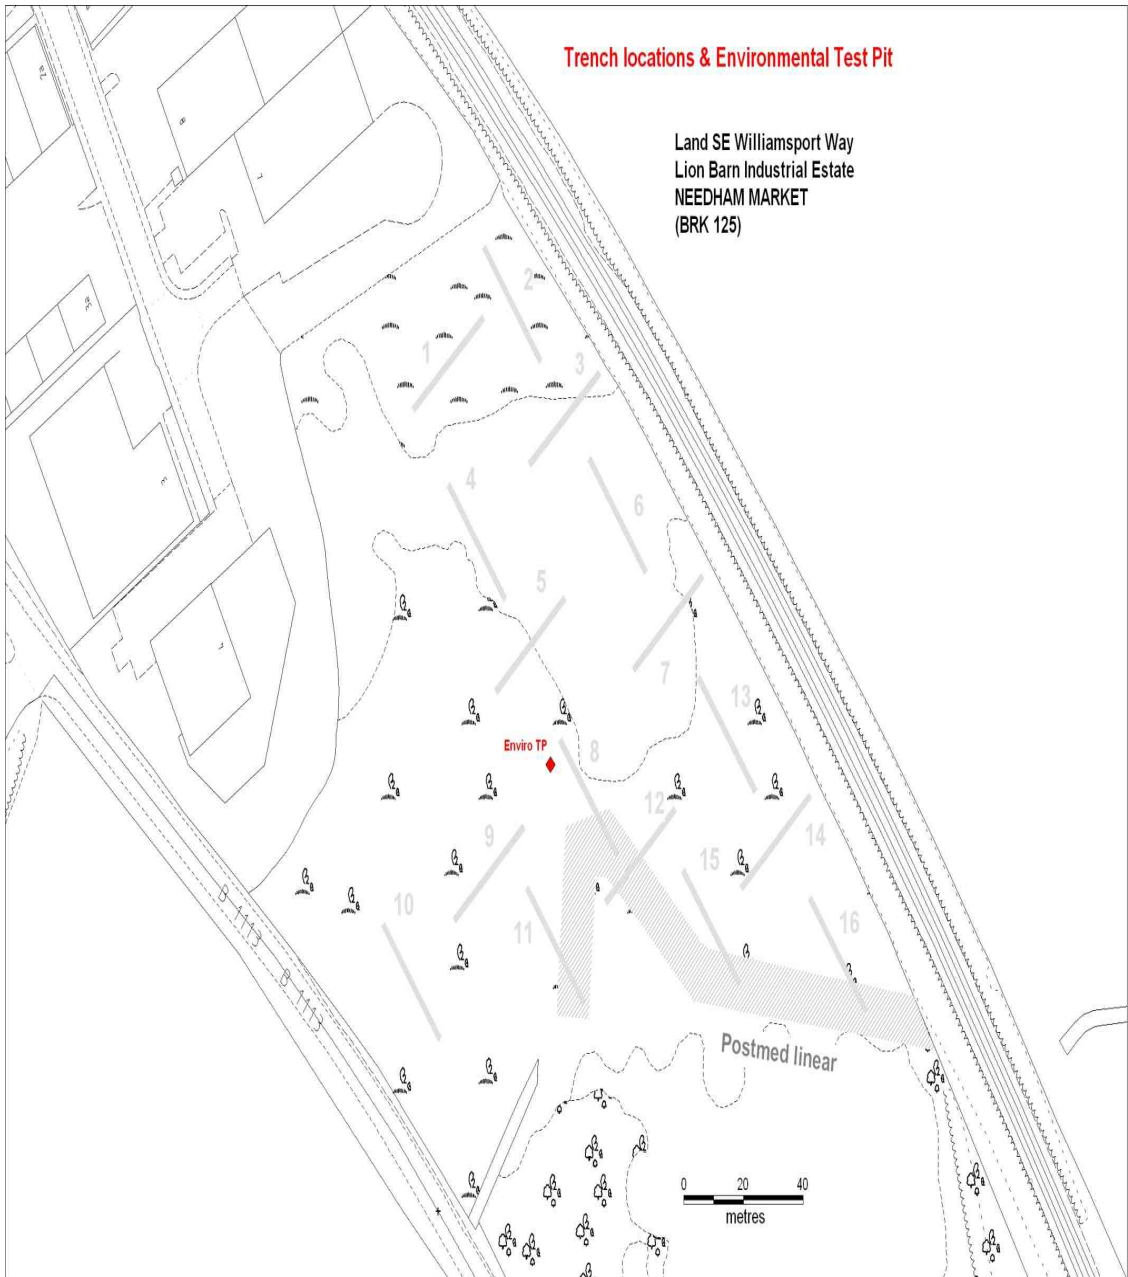 Trench locations & Environmental Test Pit
Land SE Williamsport Way
Lion Barn Industrial Estate
NEEDHAM MARKET
(BRK 125)
7a
8
2
1
3
4
6
5
7
13
Enviro TP
8
12
9
14
15
10
11
16
B 1113
B 1113
Postmed linear
0 20 40
metres